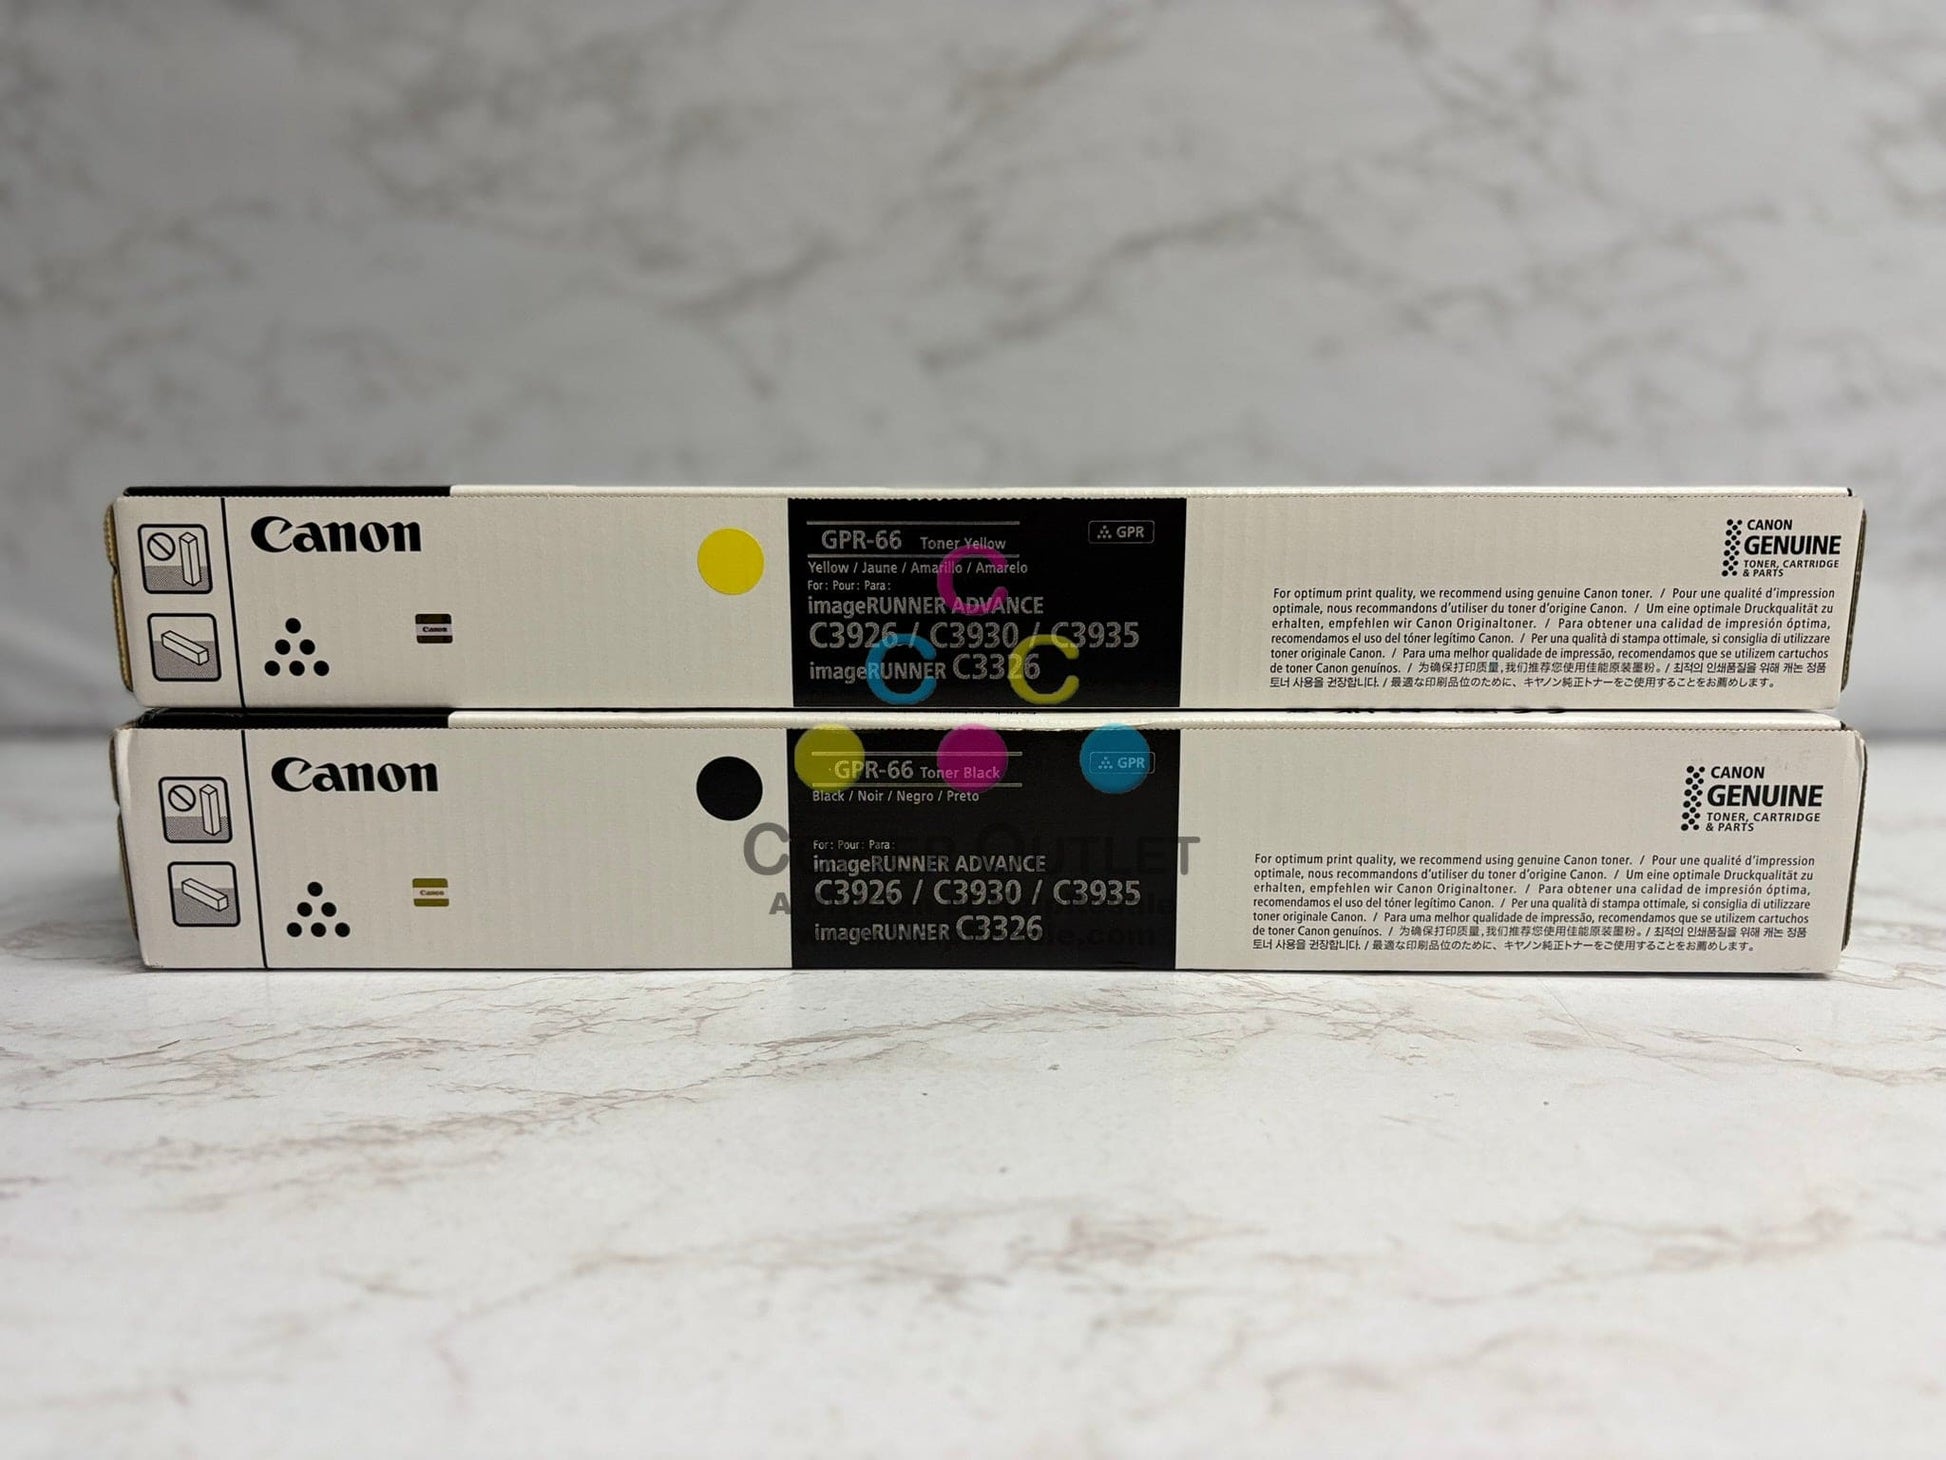 Canon
Canon
GPR-66 Toner Yellow
GPR
Yellow / Jaune / Amarillo / Amarelo
For: Pour: Para:
imageRUNNER ADVANCE
C3926 / C3930 / C3935
imageRUNNER C3326
CANON
GENUINE
TONER, CARTRIDGE
& PARTS
For optimum print quality, we recommend using genuine Canon toner. / Pour une qualité d'impression
optimale, nous recommandons d'utiliser du toner d'origine Canon. / Um eine optimale Druckqualität zu
erhalten, empfehlen wir Canon Originaltoner. / Para obtener una calidad de impresión óptima,
recomendamos el uso del tóner legítimo Canon. / Per una qualità di stampa ottimale, si consiglia di utilizzare
toner originale Canon. / Para uma melhor qualidade de impressão, recomendamos que se utilizem cartuchos
de toner Canon genuínos. / 为确保打印质量,我们推荐您使用佳能原装墨粉。/ 최적의 인쇄품질을 위해 캐논 정품
토너 사용을 권장합니다. / 最適な印刷品位のために、キヤノン純正トナーをご使用することをお薦めします。
Canon
Canon
GPR-66 Toner Black
GPR
Black / Noir / Negro / Preto
For: Pour: Para:
imageRUNNER ADVANCE
C3926 / C3930 / C3935
imageRUNNER C3326
CANON
GENUINE
TONER, CARTRIDGE
& PARTS
For optimum print quality, we recommend using genuine Canon toner. / Pour une qualité d'impression
optimale, nous recommandons d'utiliser du toner d'origine Canon. / Um eine optimale Druckqualität zu
erhalten, empfehlen wir Canon Originaltoner. / Para obtener una calidad de impresión óptima,
recomendamos el uso del tóner legítimo Canon. / Per una qualità di stampa ottimale, si consiglia di utilizzare
toner originale Canon. / Para uma melhor qualidade de impressão, recomendamos que se utilizem cartuchos
de toner Canon genuínos. / 为确保打印质量,我们推荐您使用佳能原装墨粉。/ 최적의 인쇄품질을 위해 캐논 정품
토너 사용을 권장합니다. / 最適な印刷品位のために、キヤノン純正トナーをご使用することをお薦めします。